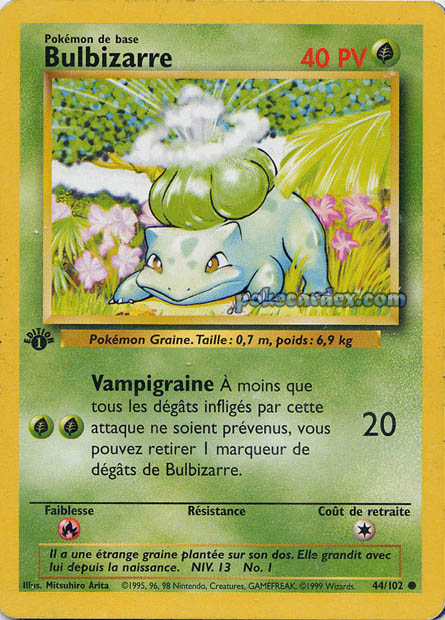 Pokémon de base
Bulbizarre
40 PV
pokecardex.com
EDITION 1
Pokémon Graine. Taille : 0,7 m, poids : 6,9 kg
Vampigraine À moins que
tous les dégâts infligés par cette
attaque ne soient prévenus, vous
pouvez retirer 1 marqueur de
dégâts de Bulbizarre.
20
Faiblesse Résistance Coût de retraite
Il a une étrange graine plantée sur son dos. Elle grandit avec
lui depuis la naissance. NIV. 13 No. 1
Illus. Mitsuhiro Arita ©1995, 96, 98 Nintendo, Creatures, GAMEFREAK. ©1999 Wizards. 44/102